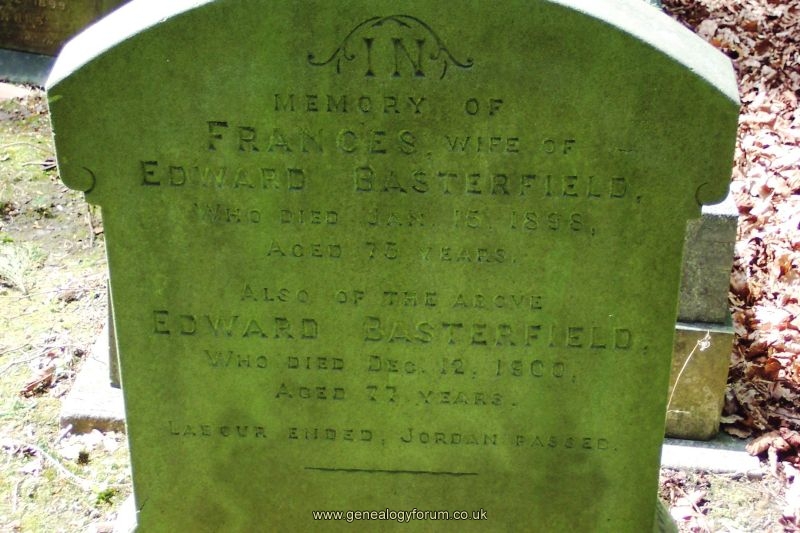 IN
MEMORY OF
FRANCES, WIFE OF
EDWARD BASTERFIELD,
WHO DIED JAN. 15, 1898,
AGED 75 YEARS.
ALSO OF THE ABOVE
EDWARD BASTERFIELD,
WHO DIED DEC. 12, 1900,
AGED 77 YEARS.
LABOUR ENDED, JORDAN PASSED.
www.genealogyforum.co.uk